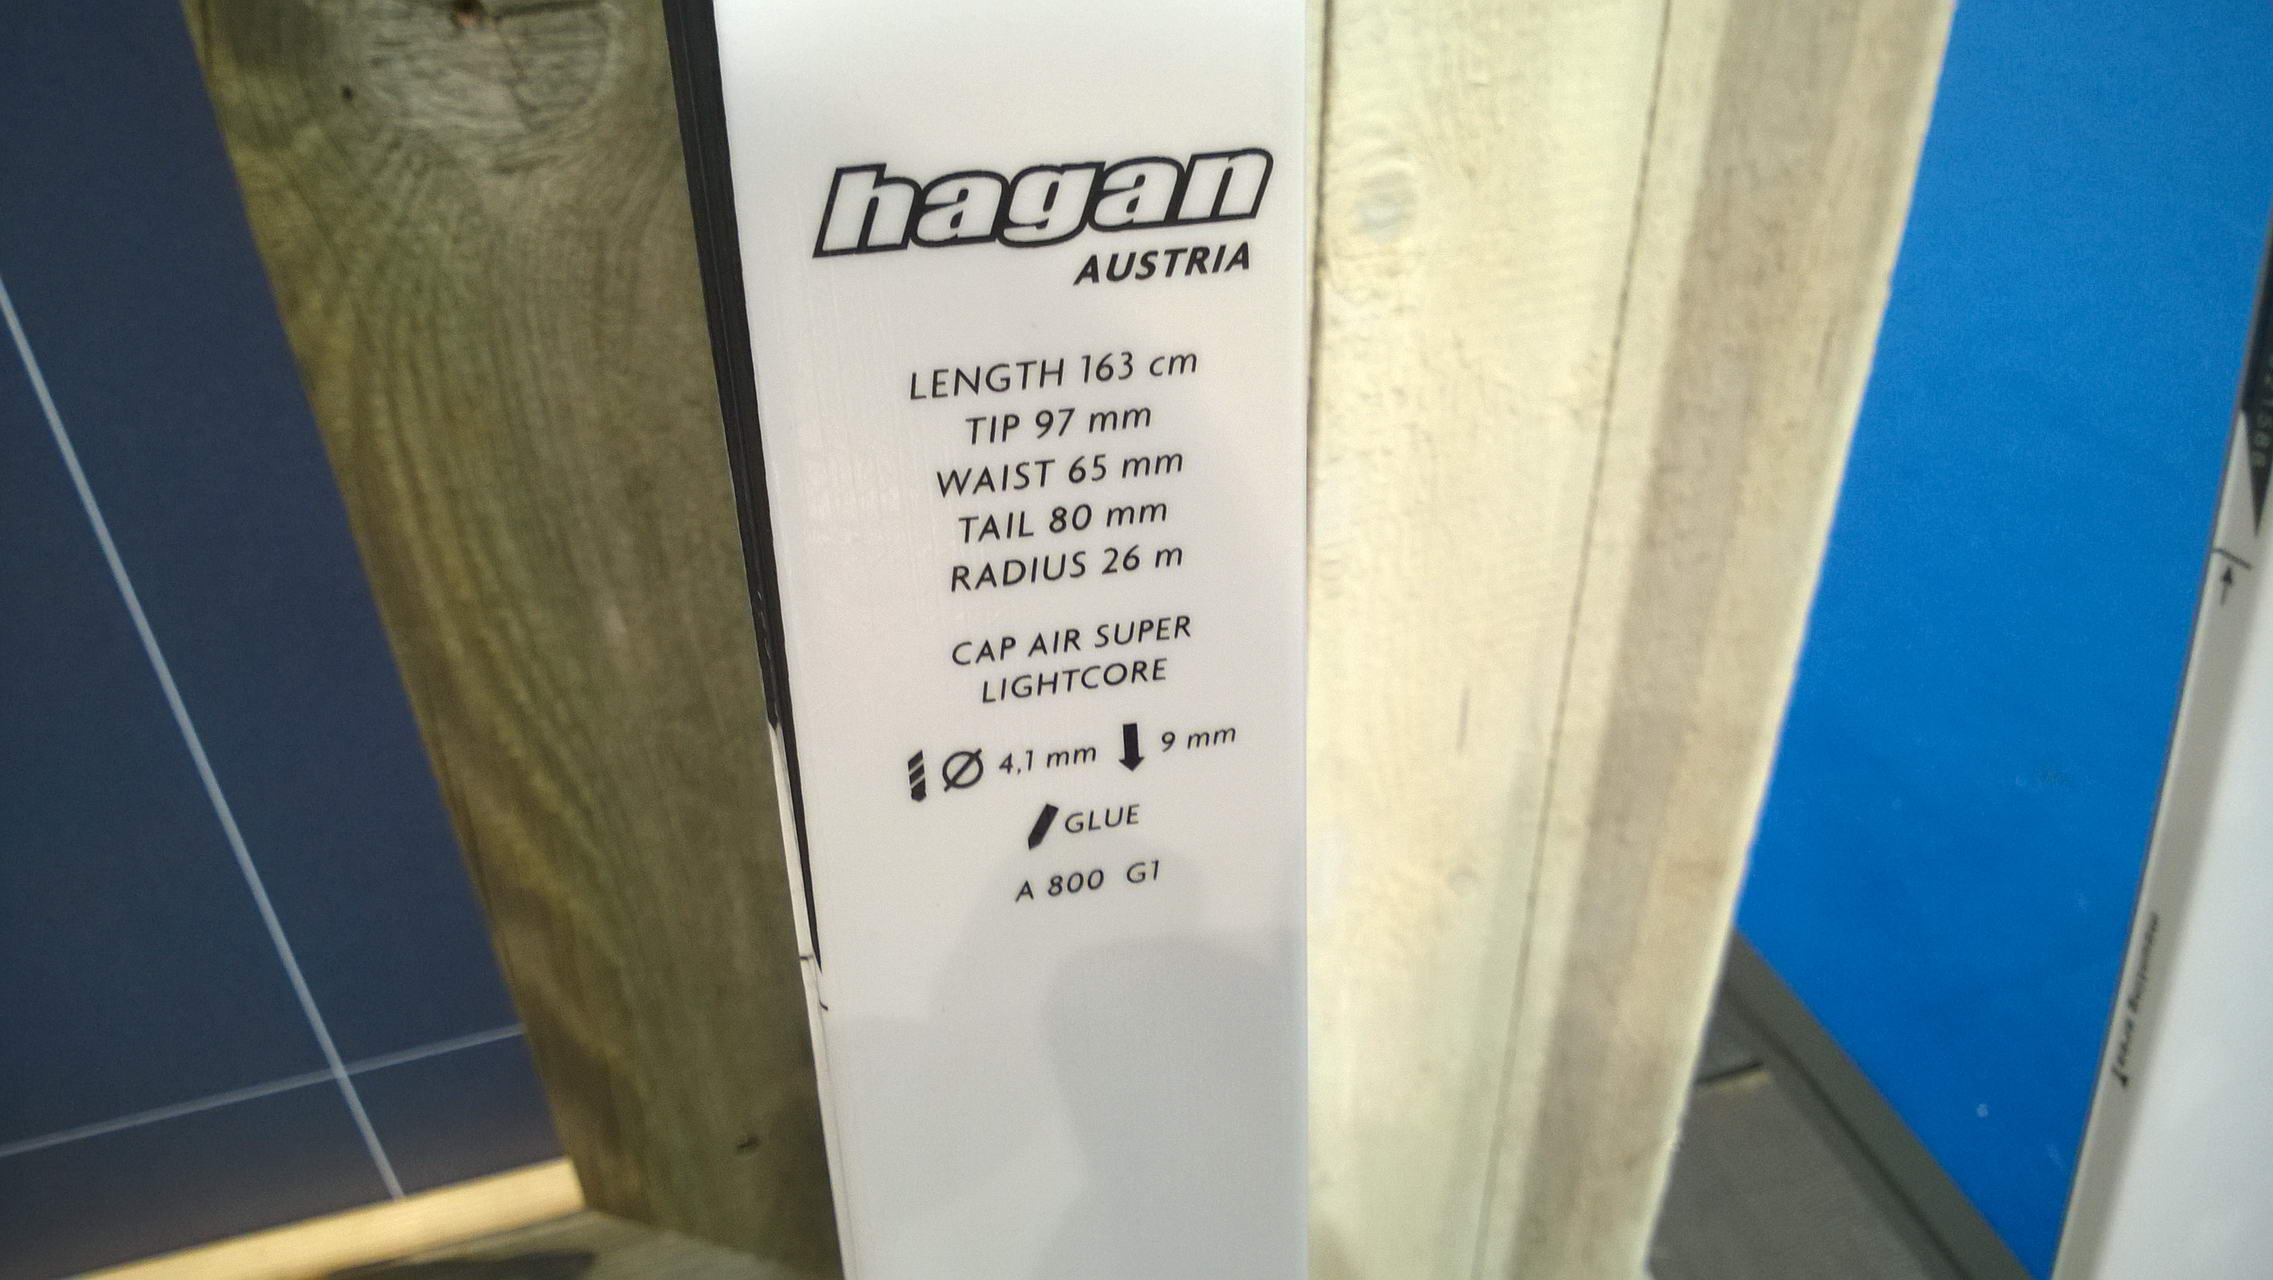 hagan
AUSTRIA
LENGTH 163 cm
TIP 97 mm
WAIST 65 mm
TAIL 80 mm
RADIUS 26 m
CAP AIR SUPER
LIGHTCORE
Ø 4,1 mm 9 mm
GLUE
A 800 G1